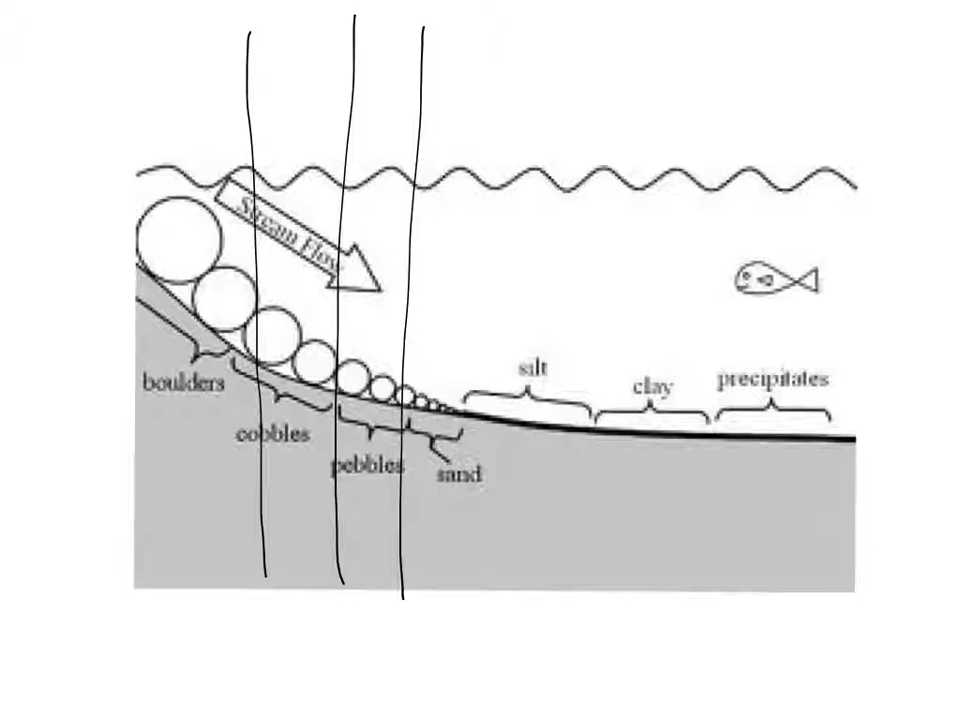 Stream Flow
boulders
cobbles
pebbles
sand
silt
clay
precipitates